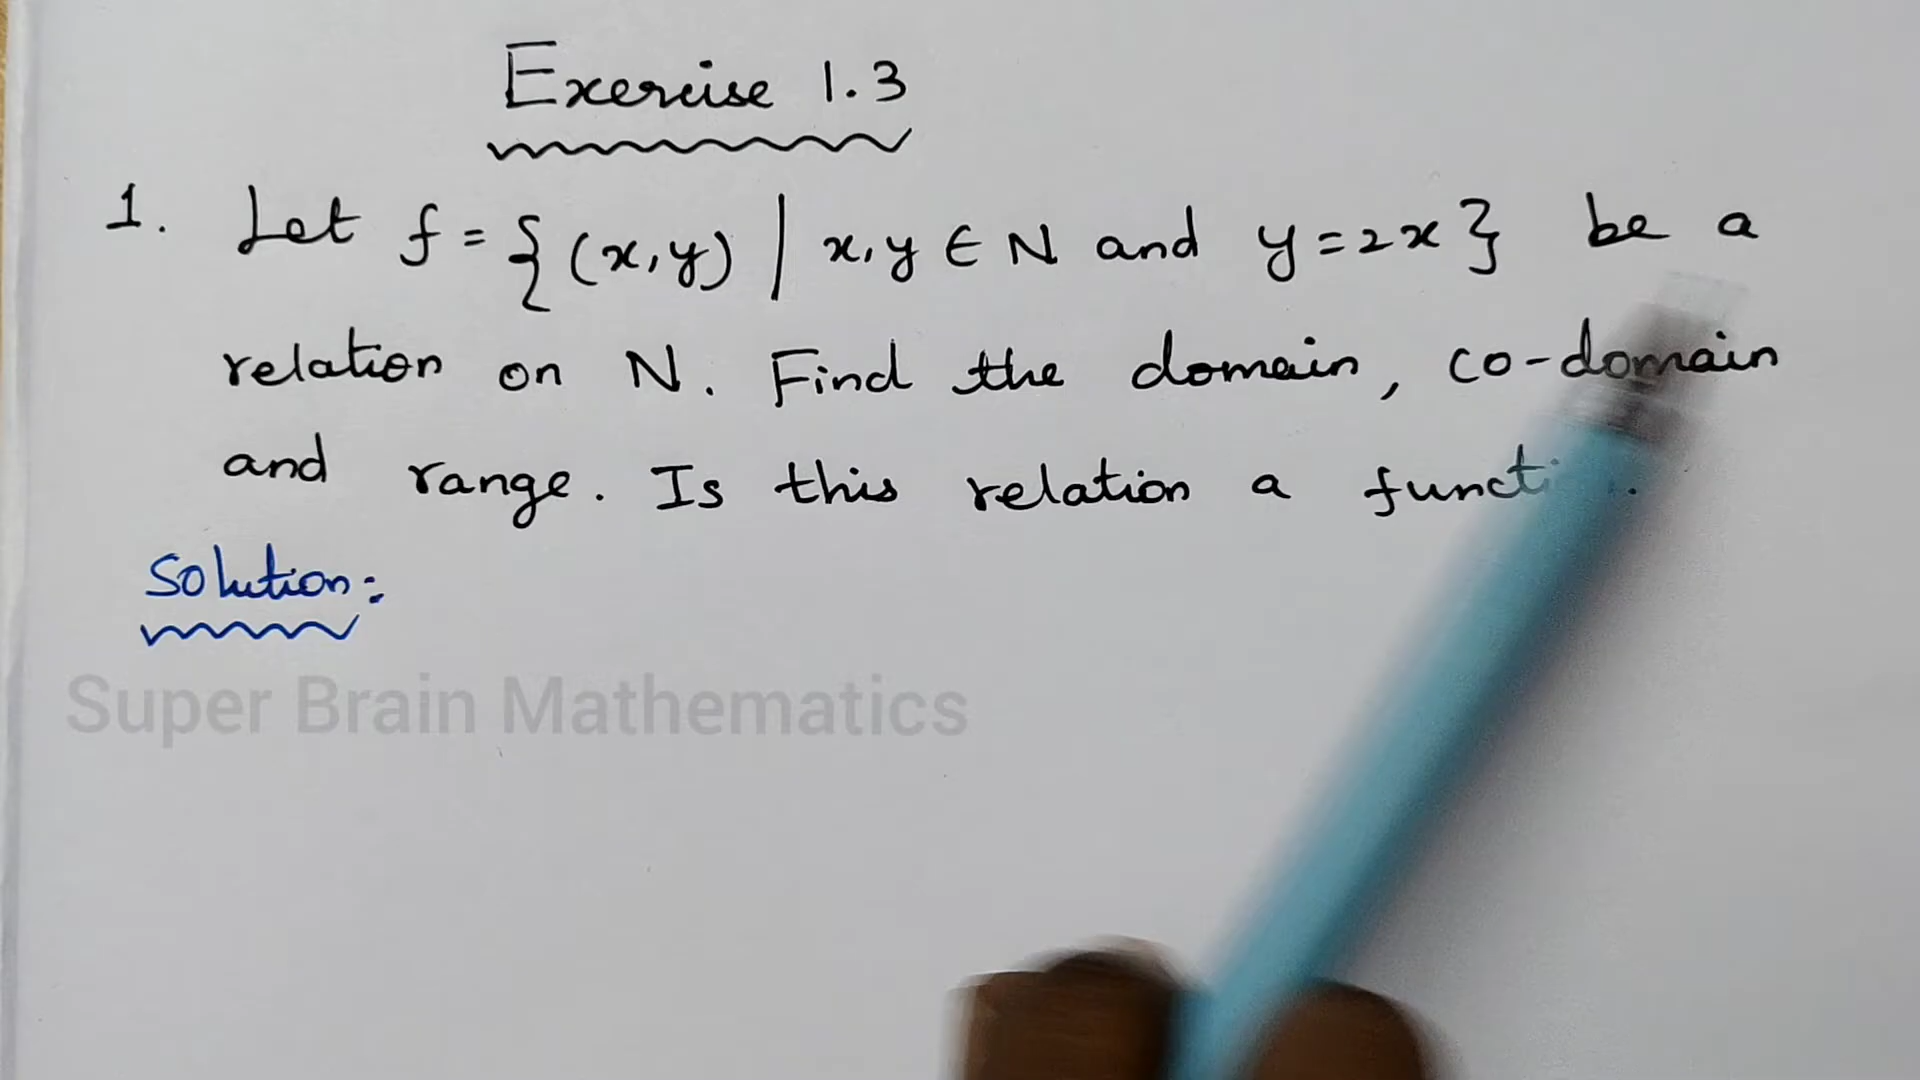 Exercise 1.3
1. Let f = {(x,y) | x,y ∈ N and y=2x} be a
relation on N. Find the domain, co-domain
and range. Is this relation a
Solution:
Super Brain Mathematics